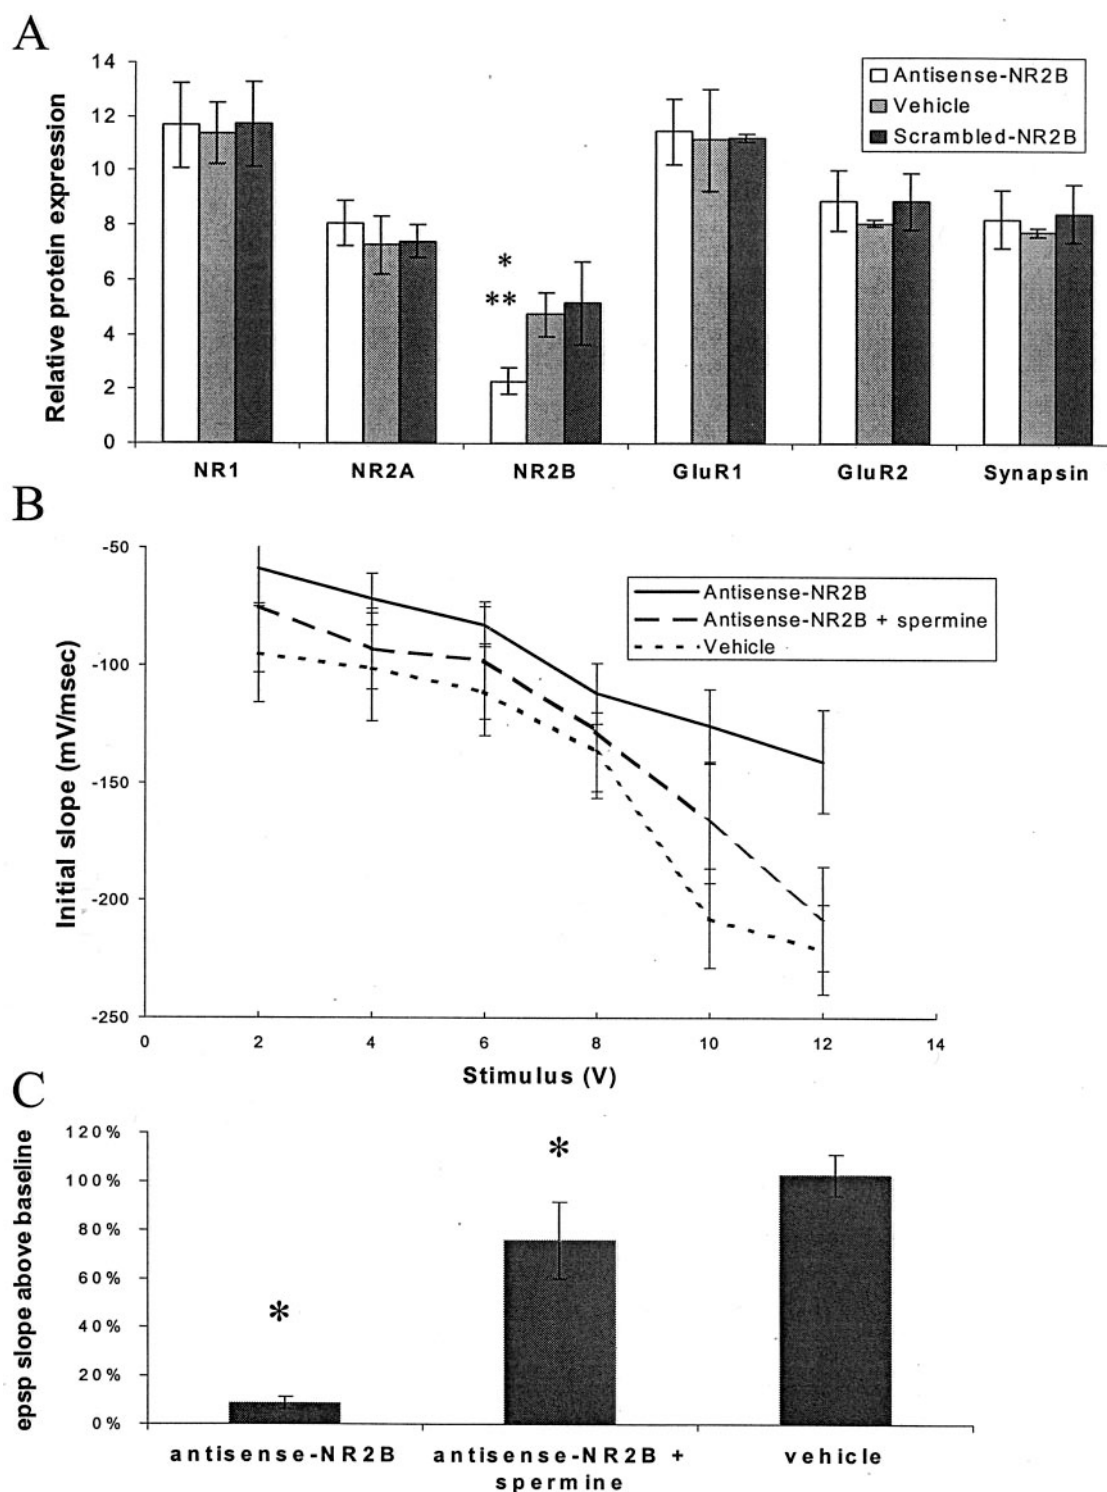 A
14
12
10
8
6
4
2
0
Relative protein expression
Antisense-NR2B
Vehicle
Scrambled-NR2B
*
**
NR1 NR2A NR2B GluR1 GluR2 Synapsin
B
-50
-100
-150
-200
-250
Initial slope (mV/msec)
Antisense-NR2B
Antisense-NR2B + spermine
Vehicle
0 2 4 6 8 10 12 14
Stimulus (V)
C
120%
100%
80%
60%
40%
20%
0%
epsp slope above baseline
*
*
antisense-NR2B antisense-NR2B + vehicle
spermine